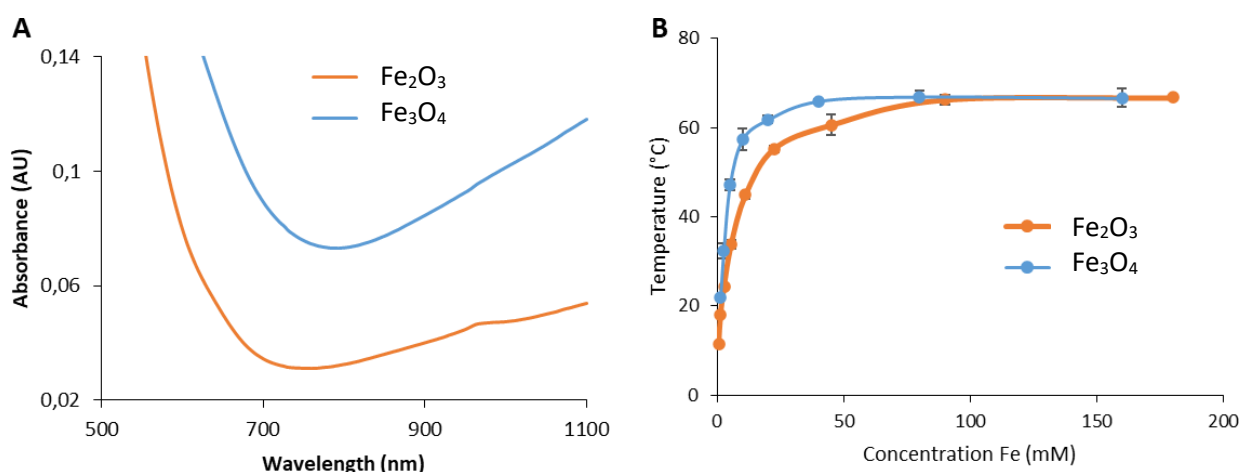 A
Absorbance (AU)
0,14
0,1
0,06
0,02
500
700
900
1100
Wavelength (nm)
Fe₂O₃
Fe₃O₄
B
Temperature (°C)
80
60
40
20
0
0
50
100
150
200
Concentration Fe (mM)
Fe₂O₃
Fe₃O₄